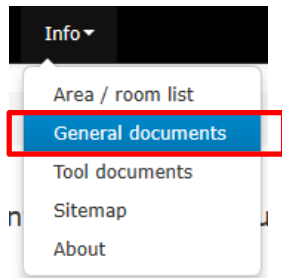 Info
Area / room list
General documents
Tool documents
Sitemap
About